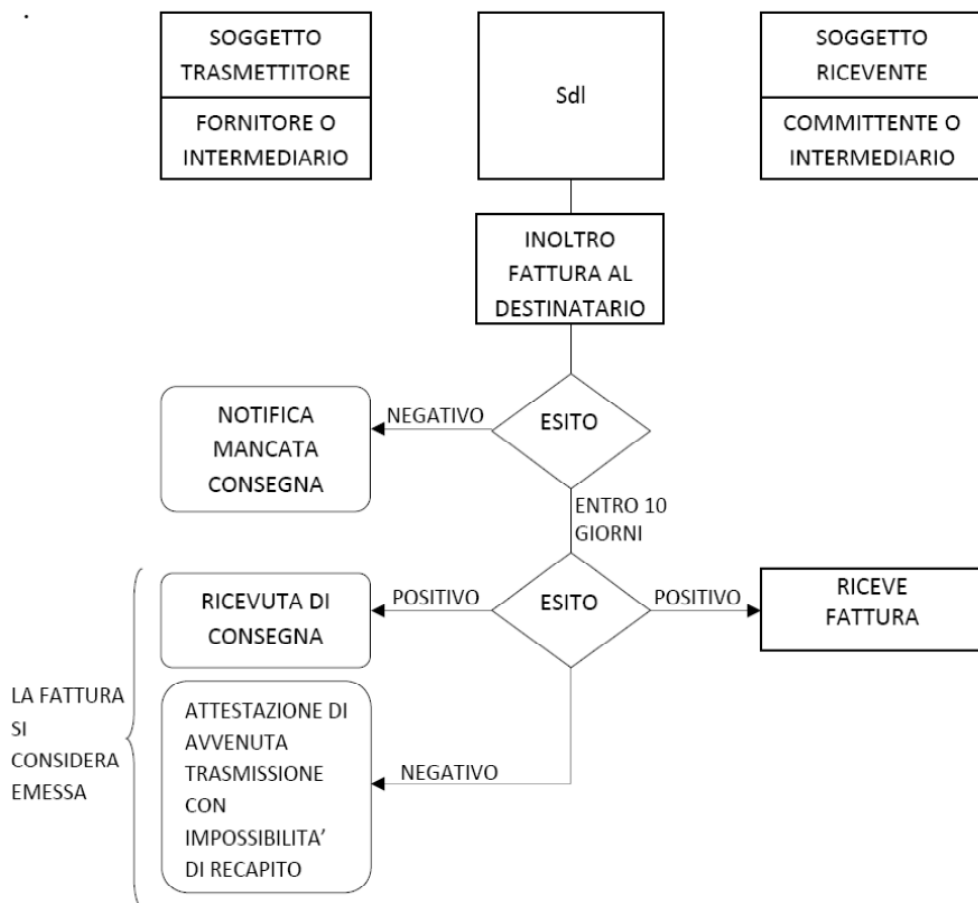 SOGGETTO
TRASMETTITORE
FORNITORE O
INTERMEDIARIO
SdI
SOGGETTO
RICEVENTE
COMMITTENTE O
INTERMEDIARIO
INOLTRO
FATTURA AL
DESTINATARIO
ESITO
NEGATIVO
NOTIFICA
MANCATA
CONSEGNA
ENTRO 10
GIORNI
ESITO
POSITIVO
RICEVUTA DI
CONSEGNA
POSITIVO
RICEVE
FATTURA
LA FATTURA
SI
CONSIDERA
EMESSA
ATTESTAZIONE DI
AVVENUTA
TRASMISSIONE
CON
IMPOSSIBILITA’
DI RECAPITO
NEGATIVO